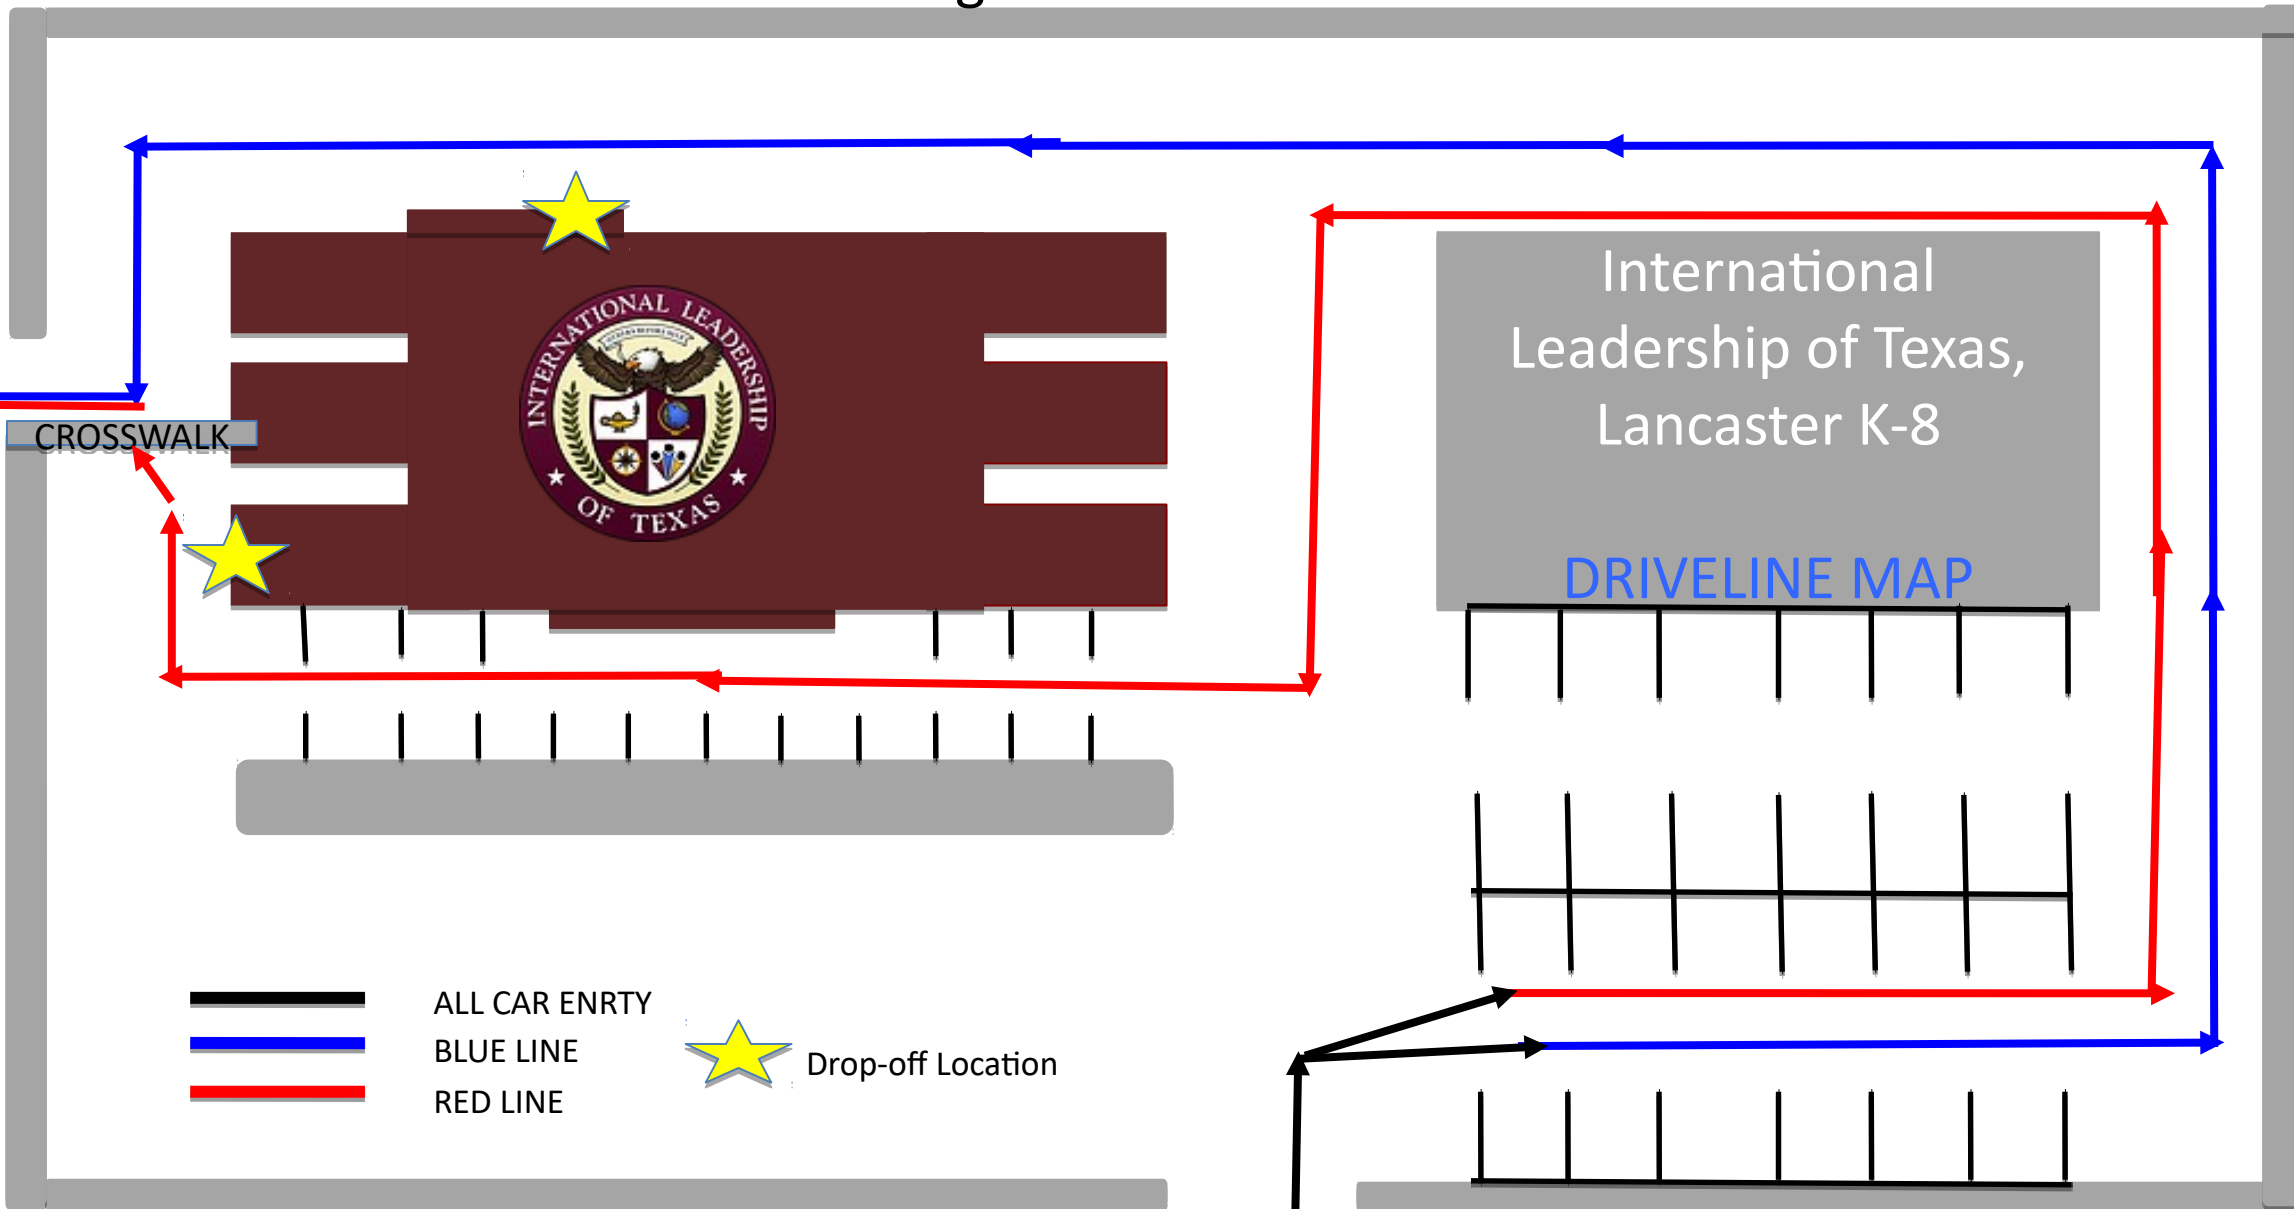 g
INTERNATIONAL LEADERSHIP
OF TEXAS
International
Leadership of Texas,
Lancaster K-8
DRIVELINE MAP
CROSSWALK
ALL CAR ENRTY
BLUE LINE
RED LINE
Drop-off Location